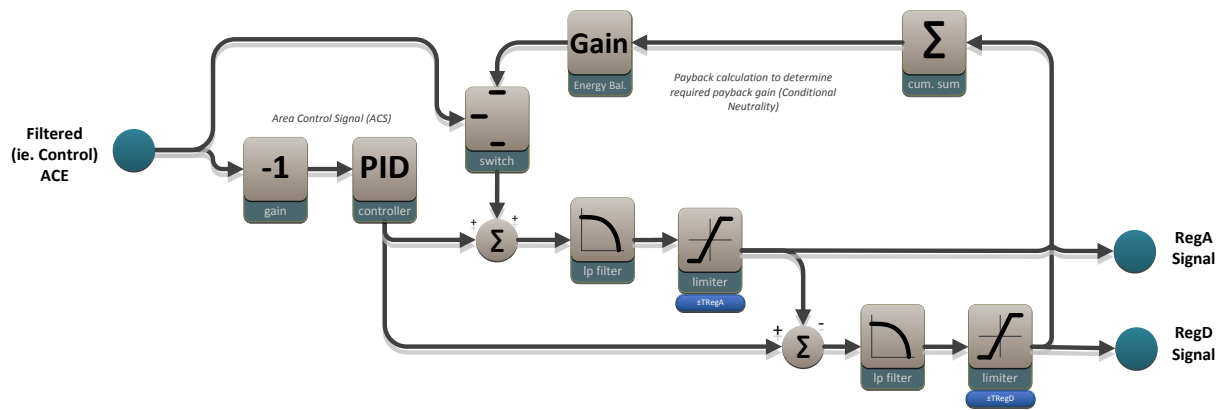 Gain
Energy Bal.
Σ
cum. sum
Payback calculation to determine
required payback gain (Conditional
Neutrality)
Filtered
(ie. Control)
ACE
Area Control Signal (ACS)
-1
gain
PID
controller
switch
+
+
Σ
lp filter
limiter
±TRegA
RegA
Signal
+
-
Σ
lp filter
limiter
±TRegD
RegD
Signal